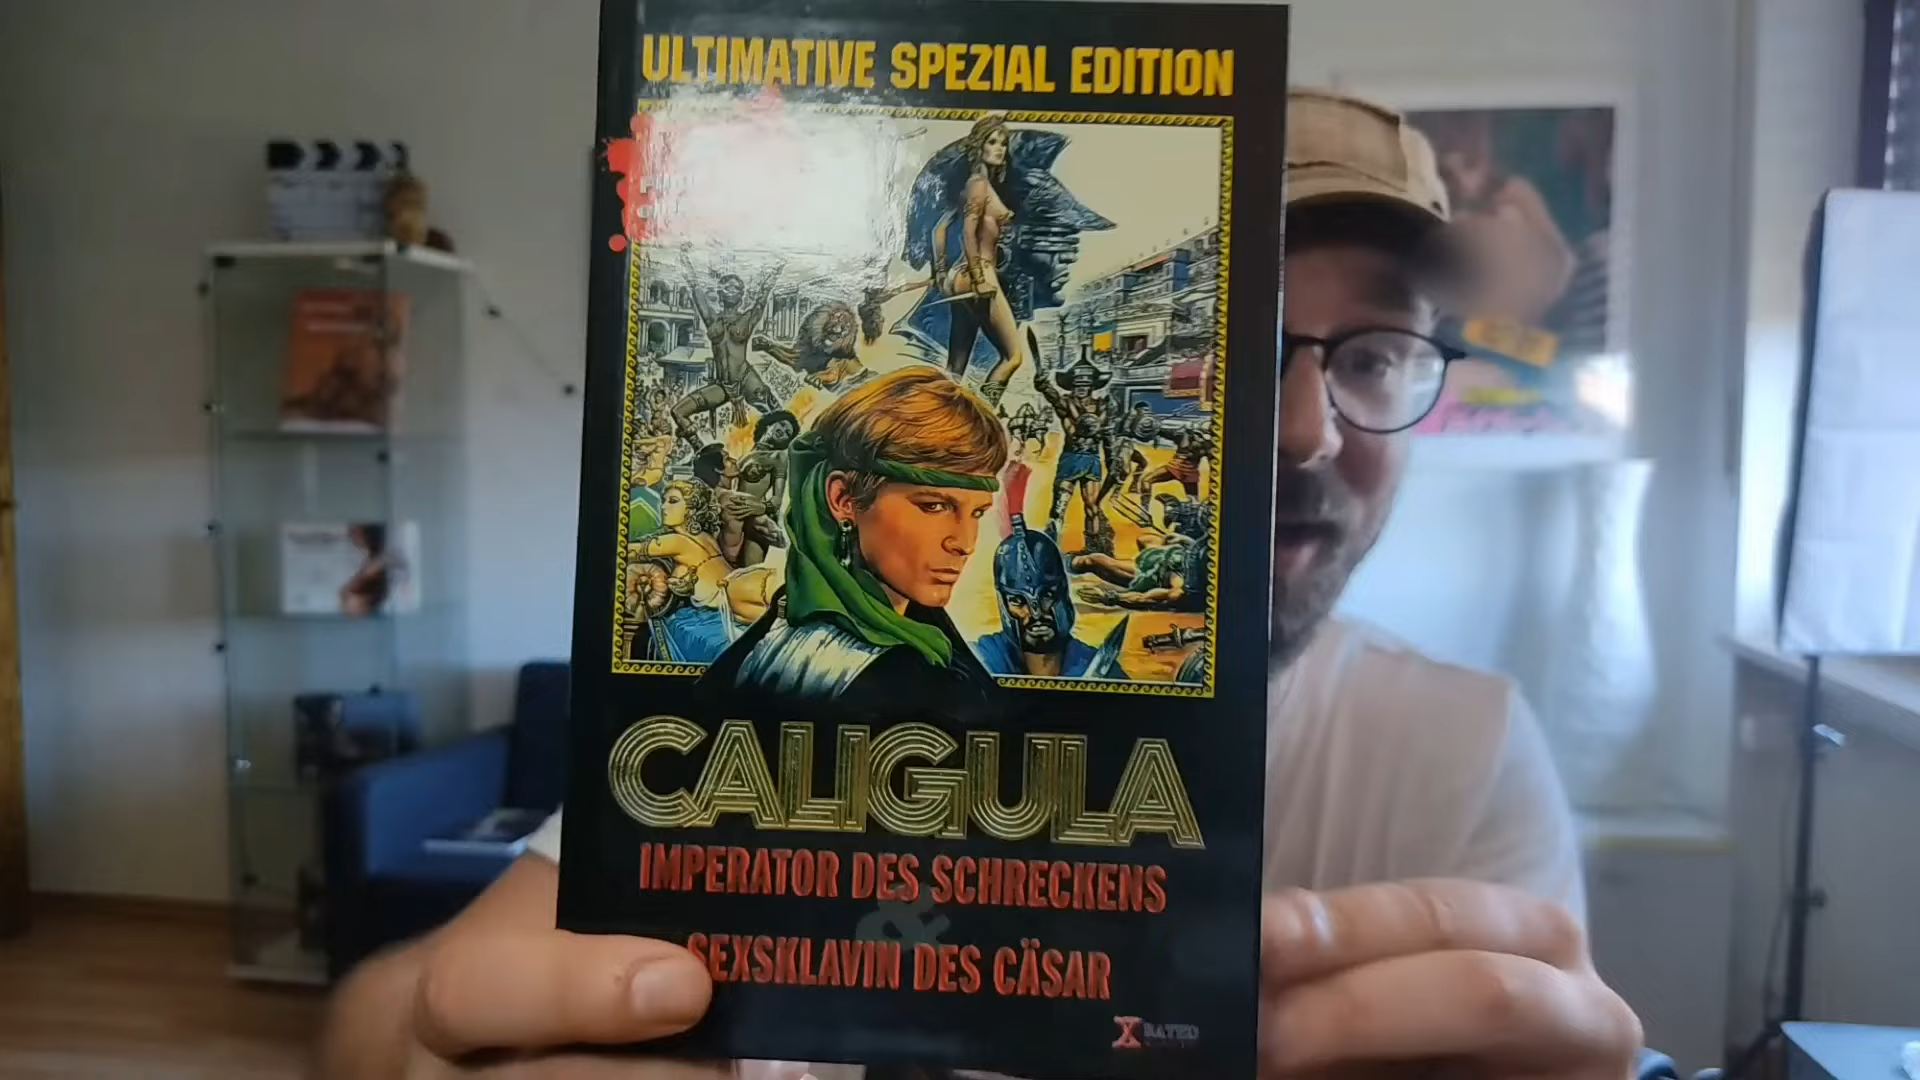 ULTIMATIVE SPEZIAL EDITION
CALIGULA
IMPERATOR DES SCHRECKENS
&
SEXSKLAVIN DES CÄSAR
X RATED